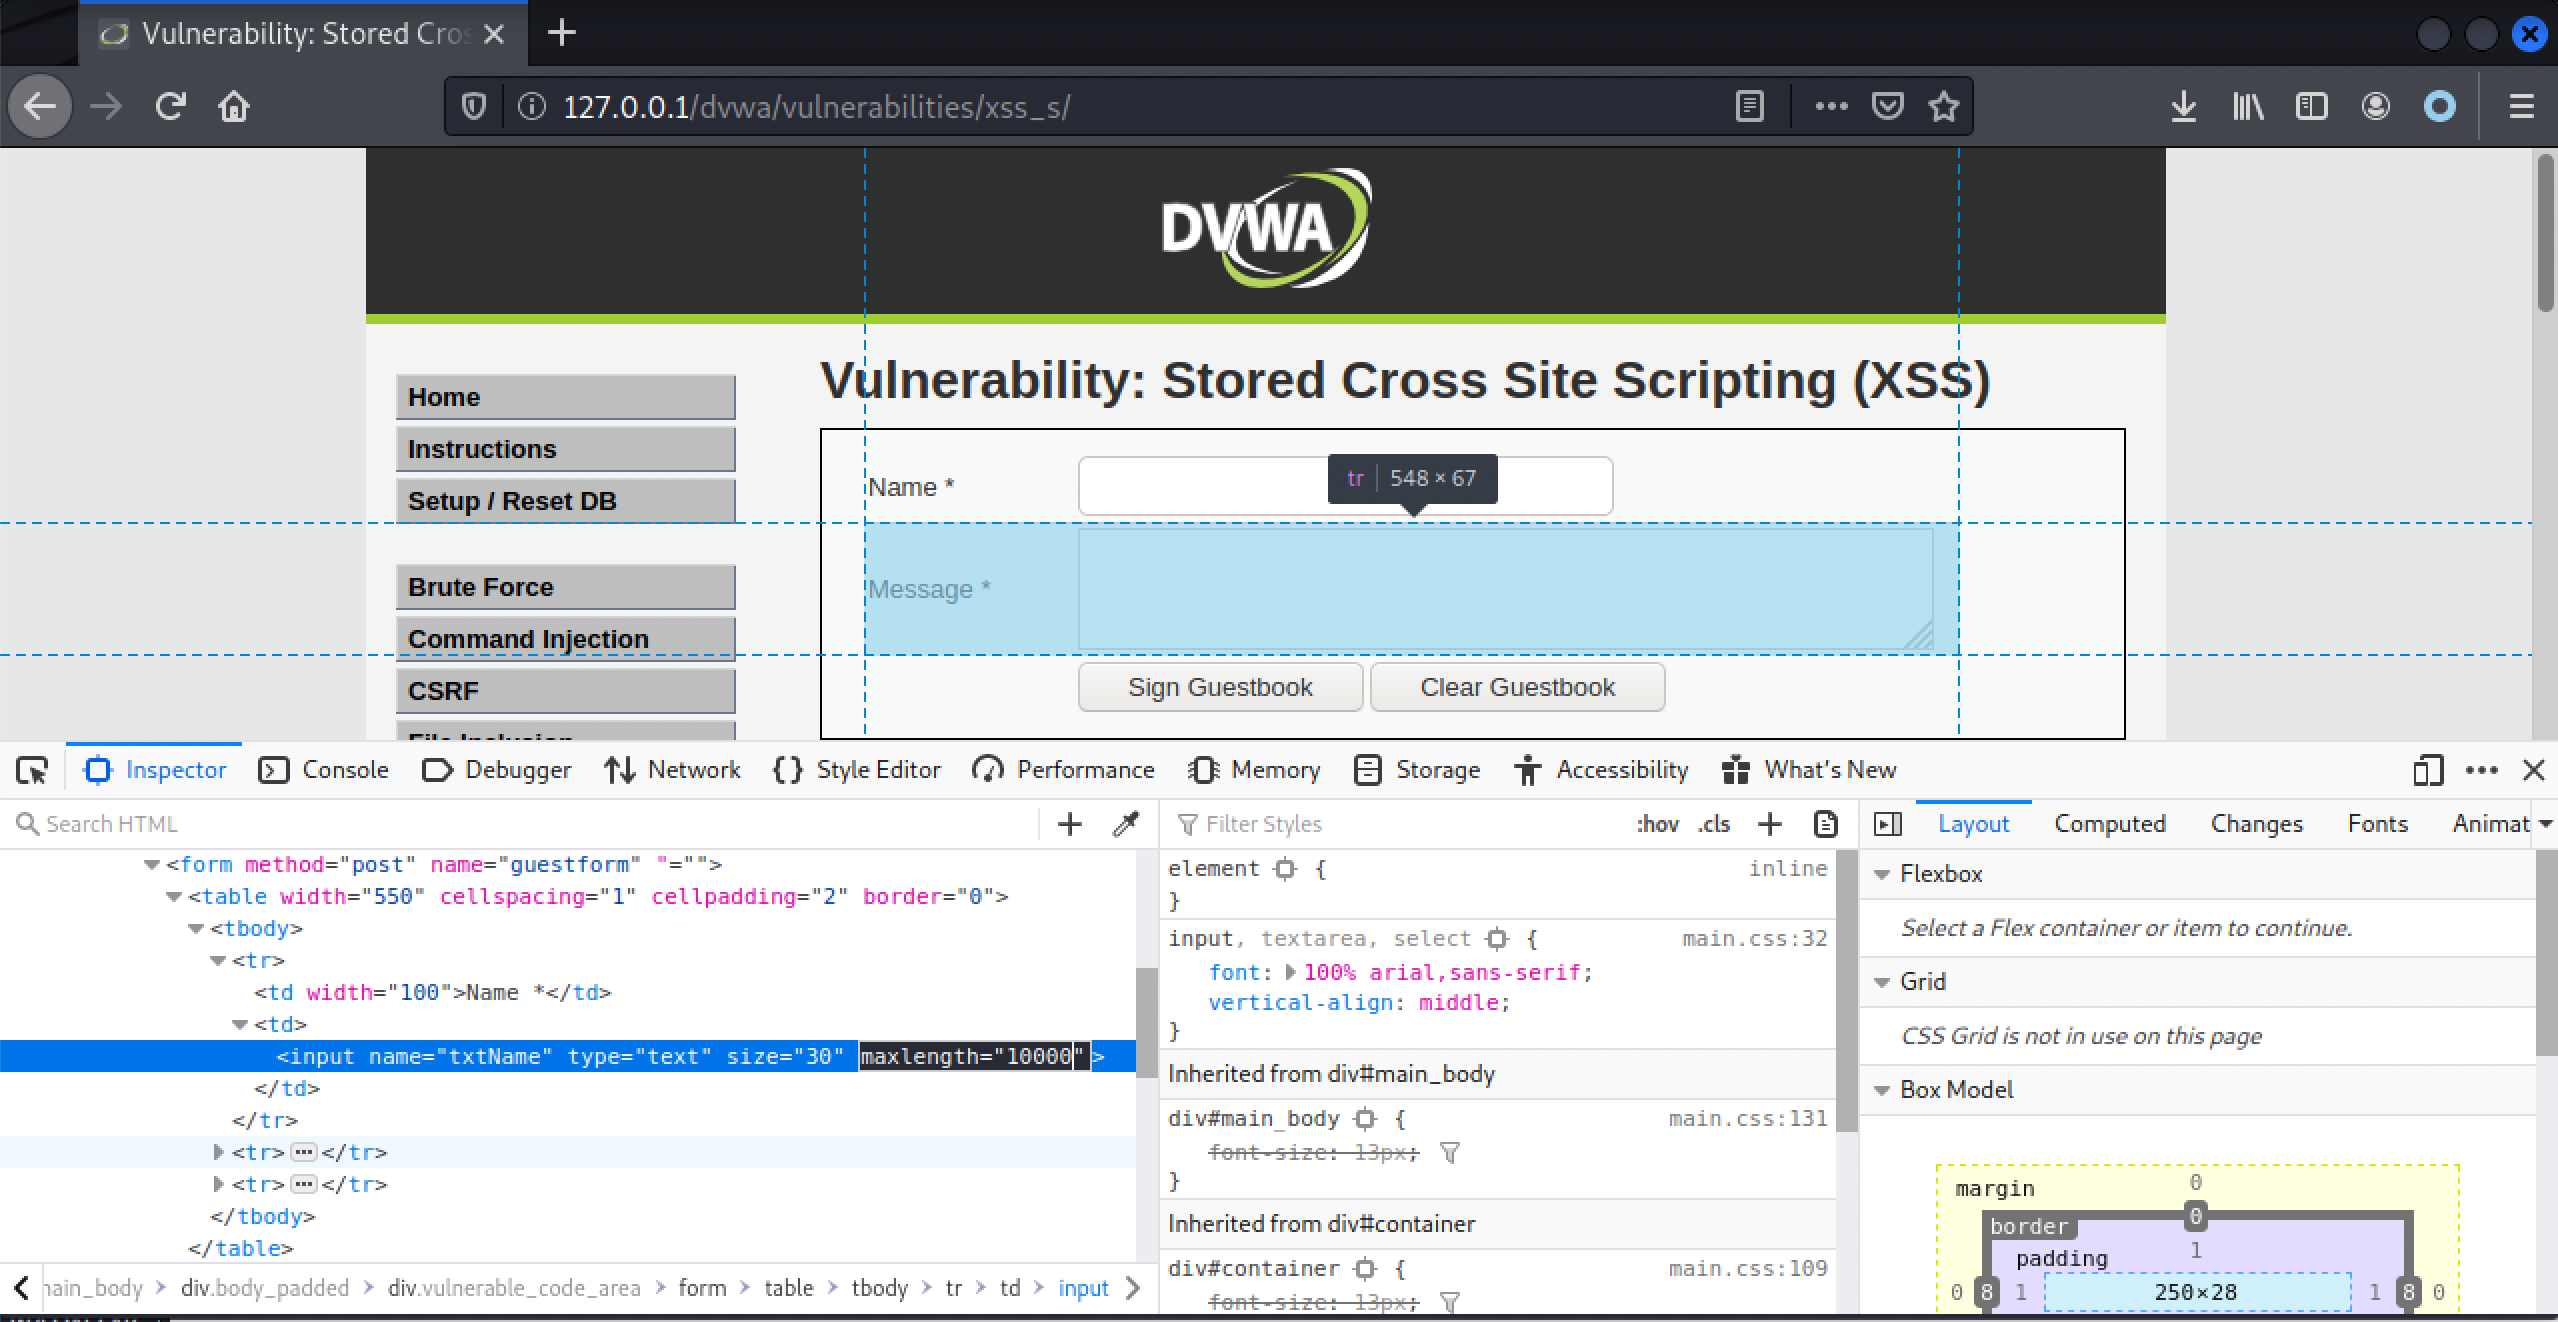 Vulnerability: Stored Cros
127.0.0.1/dvwa/vulnerabilities/xss_s/
DVWA
Vulnerability: Stored Cross Site Scripting (XSS)
Home
Instructions
Setup / Reset DB
Brute Force
Command Injection
CSRF
File Inclusion
Name *
tr 548 × 67
Message *
Sign Guestbook Clear Guestbook
Inspector Console Debugger Network Style Editor Performance Memory Storage Accessibility What's New
Search HTML
<form method="post" name="guestform" "="">
<table width="550" cellspacing="1" cellpadding="2" border="0">
<tbody>
<tr>
<td width="100">Name *</td>
<td>
<input name="txtName" type="text" size="30" maxlength="10000">
</td>
</tr>
<tr>···</tr>
<tr>···</tr>
</tbody>
</table>
ain_body > div.body_padded > div.vulnerable_code_area > form > table > tbody > tr > td > input
Filter Styles :hov .cls
element { inline
}
input, textarea, select { main.css:32
font: 100% arial,sans-serif;
vertical-align: middle;
}
Inherited from div#main_body
div#main_body { main.css:131
font-size: 13px;
}
Inherited from div#container
div#container { main.css:109
font-size: 13px;
Layout Computed Changes Fonts Animat
Flexbox
Select a Flex container or item to continue.
Grid
CSS Grid is not in use on this page
Box Model
margin 0
border 0
padding 1
0 8 1 250×28 1 8 0